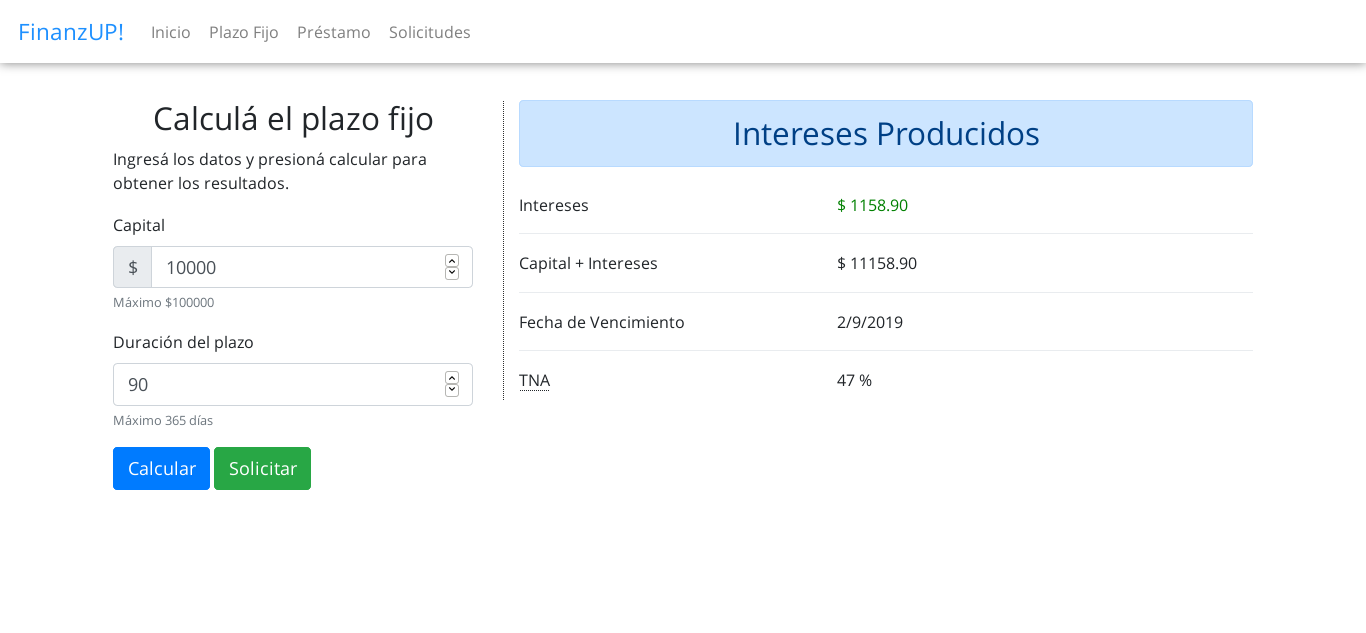 FinanzUP! Inicio Plazo Fijo Préstamo Solicitudes
Calculá el plazo fijo
Ingresá los datos y presioná calcular para
obtener los resultados.
Capital
$ 10000
Máximo $100000
Duración del plazo
90
Máximo 365 días
Calcular Solicitar
Intereses Producidos
Intereses $ 1158.90
Capital + Intereses $ 11158.90
Fecha de Vencimiento 2/9/2019
TNA 47 %